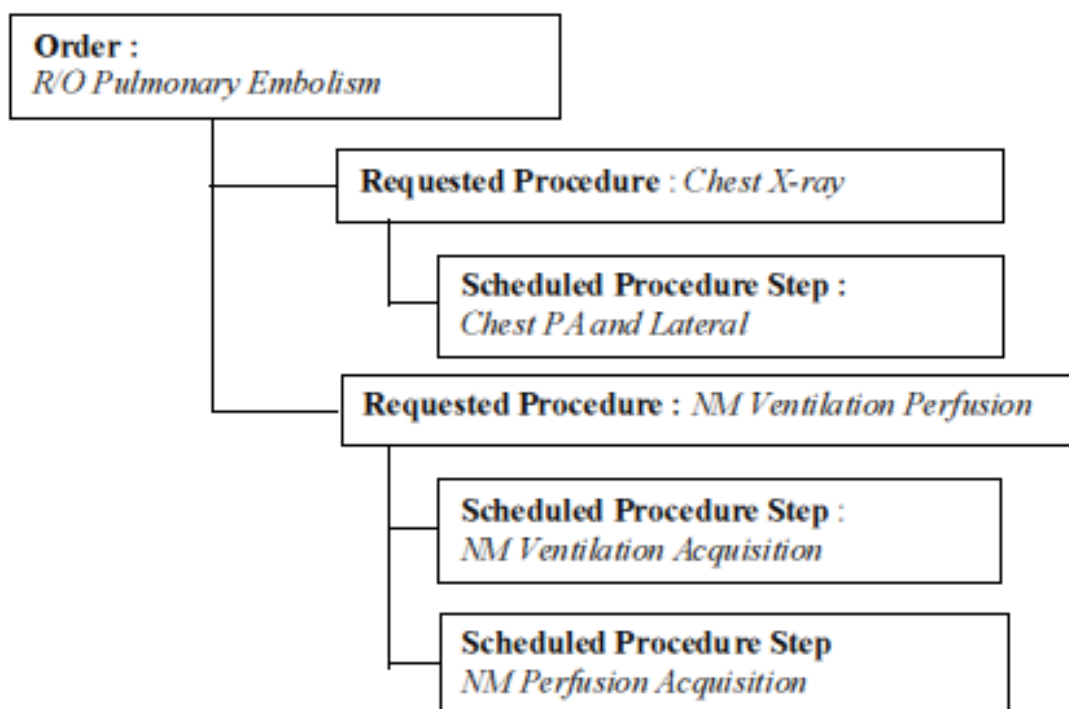 Order :
R/O Pulmonary Embolism
Requested Procedure : Chest X-ray
Scheduled Procedure Step :
Chest PA and Lateral
Requested Procedure : NM Ventilation Perfusion
Scheduled Procedure Step :
NM Ventilation Acquisition
Scheduled Procedure Step
NM Perfusion Acquisition